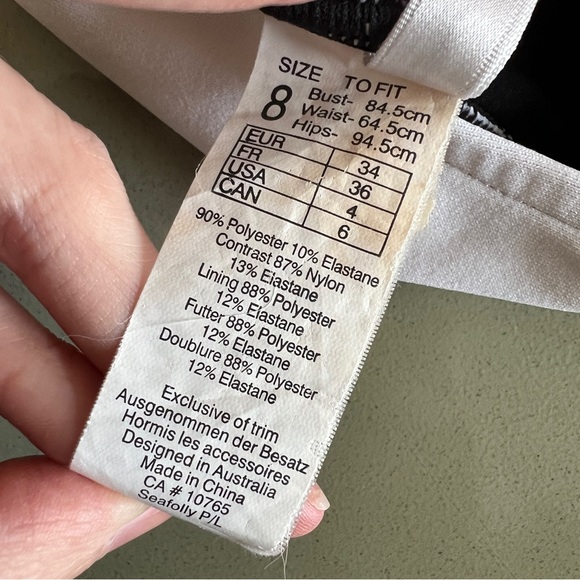 SIZE TO FIT
8 Bust- 84.5cm
Waist- 64.5cm
Hips- 94.5cm
EUR 34
FR 36
USA 4
CAN 6
90% Polyester 10% Elastane
Contrast 87% Nylon
13% Elastane
Lining 88% Polyester
12% Elastane
Futter 88% Polyester
12% Elastane
Doublure 88% Polyester
12% Elastane
Exclusive of trim
Ausgenommen der Besatz
Hormis les accessoires
Designed in Australia
Made in China
CA # 10765
Seafolly P/L